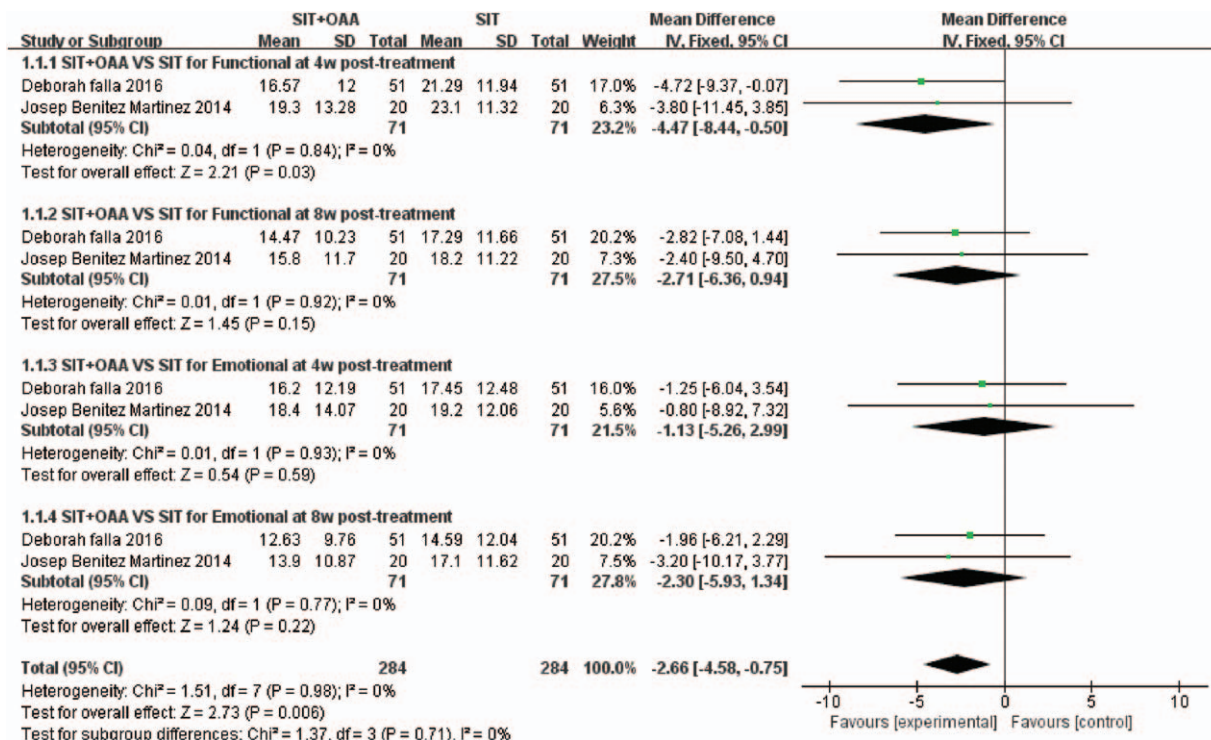 SIT+OAA SIT Mean Difference Mean Difference
Study or Subgroup Mean SD Total Mean SD Total Weight IV, Fixed, 95% CI IV, Fixed, 95% CI
1.1.1 SIT+OAA VS SIT for Functional at 4w post-treatment
Deborah falla 2016 16.57 12 51 21.29 11.94 51 17.0% -4.72 [-9.37, -0.07]
Josep Benitez Martinez 2014 19.3 13.28 20 23.1 11.32 20 6.3% -3.80 [-11.45, 3.85]
Subtotal (95% CI) 71 71 23.2% -4.47 [-8.44, -0.50]
Heterogeneity: Chi² = 0.04, df = 1 (P = 0.84); I² = 0%
Test for overall effect: Z = 2.21 (P = 0.03)
1.1.2 SIT+OAA VS SIT for Functional at 8w post-treatment
Deborah falla 2016 14.47 10.23 51 17.29 11.66 51 20.2% -2.82 [-7.08, 1.44]
Josep Benitez Martinez 2014 15.8 11.7 20 18.2 11.22 20 7.3% -2.40 [-9.50, 4.70]
Subtotal (95% CI) 71 71 27.5% -2.71 [-6.36, 0.94]
Heterogeneity: Chi² = 0.01, df = 1 (P = 0.92); I² = 0%
Test for overall effect: Z = 1.45 (P = 0.15)
1.1.3 SIT+OAA VS SIT for Emotional at 4w post-treatment
Deborah falla 2016 16.2 12.19 51 17.45 12.48 51 16.0% -1.25 [-6.04, 3.54]
Josep Benitez Martinez 2014 18.4 14.07 20 19.2 12.06 20 5.6% -0.80 [-8.92, 7.32]
Subtotal (95% CI) 71 71 21.5% -1.13 [-5.26, 2.99]
Heterogeneity: Chi² = 0.01, df = 1 (P = 0.93); I² = 0%
Test for overall effect: Z = 0.54 (P = 0.59)
1.1.4 SIT+OAA VS SIT for Emotional at 8w post-treatment
Deborah falla 2016 12.63 9.76 51 14.59 12.04 51 20.2% -1.96 [-6.21, 2.29]
Josep Benitez Martinez 2014 13.9 10.87 20 17.1 11.62 20 7.5% -3.20 [-10.17, 3.77]
Subtotal (95% CI) 71 71 27.8% -2.30 [-5.93, 1.34]
Heterogeneity: Chi² = 0.09, df = 1 (P = 0.77); I² = 0%
Test for overall effect: Z = 1.24 (P = 0.22)
Total (95% CI) 284 284 100.0% -2.66 [-4.58, -0.75]
Heterogeneity: Chi² = 1.51, df = 7 (P = 0.98); I² = 0%
Test for overall effect: Z = 2.73 (P = 0.006)
Test for subgroup differences: Chi² = 1.37, df = 3 (P = 0.71), I² = 0%
-10 -5 0 5 10
Favours [experimental] Favours [control]